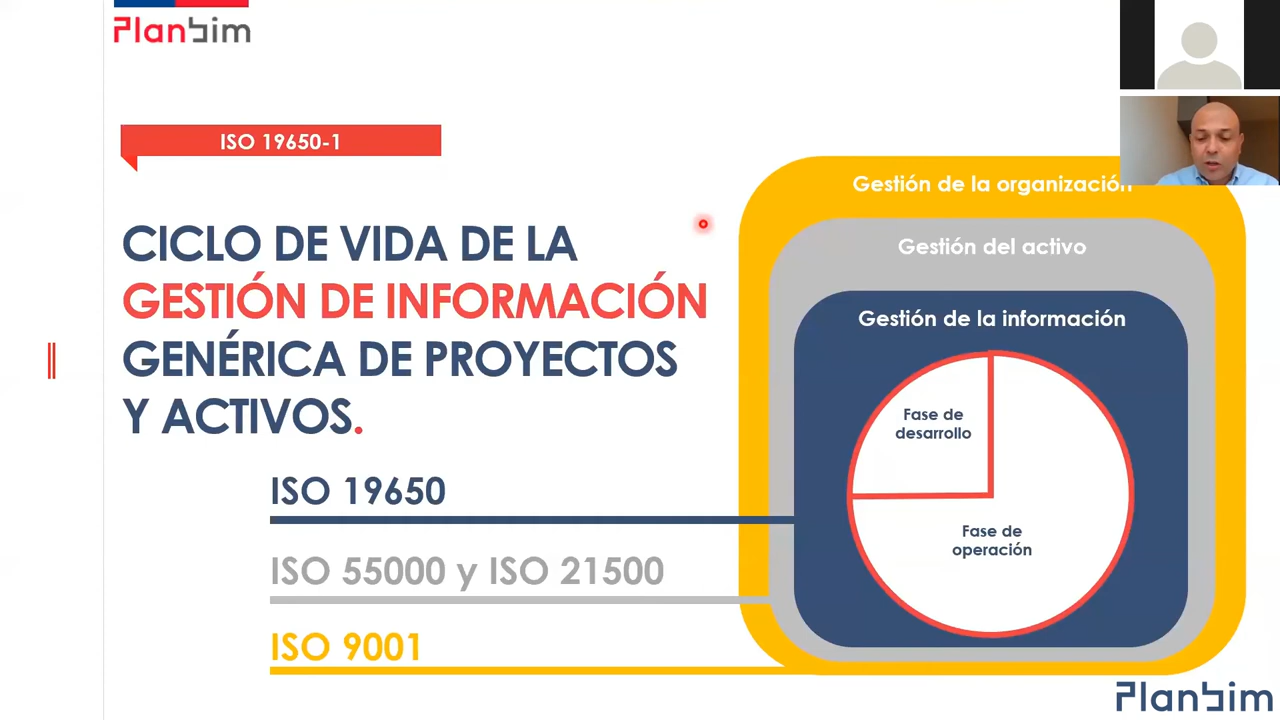 PlanBim
ISO 19650-1
CICLO DE VIDA DE LA
GESTIÓN DE INFORMACIÓN
GENÉRICA DE PROYECTOS
Y ACTIVOS.
ISO 19650
ISO 55000 y ISO 21500
ISO 9001
Gestión de la organización
Gestión del activo
Gestión de la información
Fase de
desarrollo
Fase de
operación
PlanBim